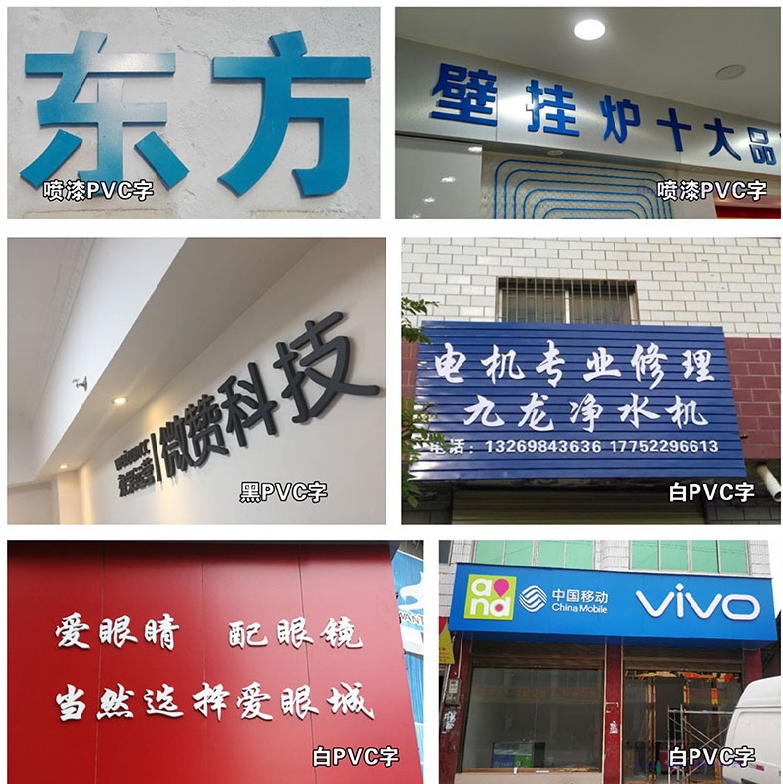 东方
喷漆PVC字
壁挂炉十大品
喷漆PVC字
微赞科技
黑PVC字
电机专业修理
九龙净水机
电话：13269843636 17752296613
白PVC字
爱眼睛 配眼镜
当然选择爱眼城
白PVC字
and
中国移动
China Mobile
vivo
白PVC字